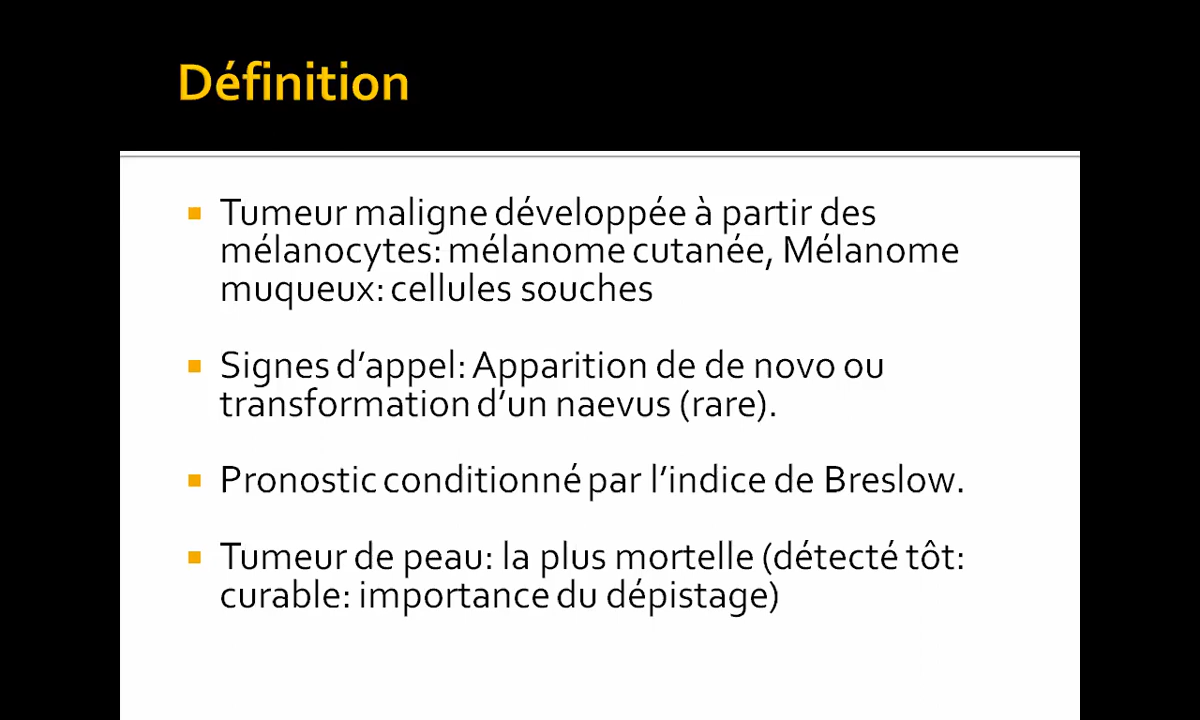 Définition
Tumeur maligne développée à partir des
mélanocytes: mélanome cutanée, Mélanome
muqueux: cellules souches
Signes d’appel: Apparition de de novo ou
transformation d’un naevus (rare).
Pronostic conditionné par l’indice de Breslow.
Tumeur de peau: la plus mortelle (détecté tôt:
curable: importance du dépistage)